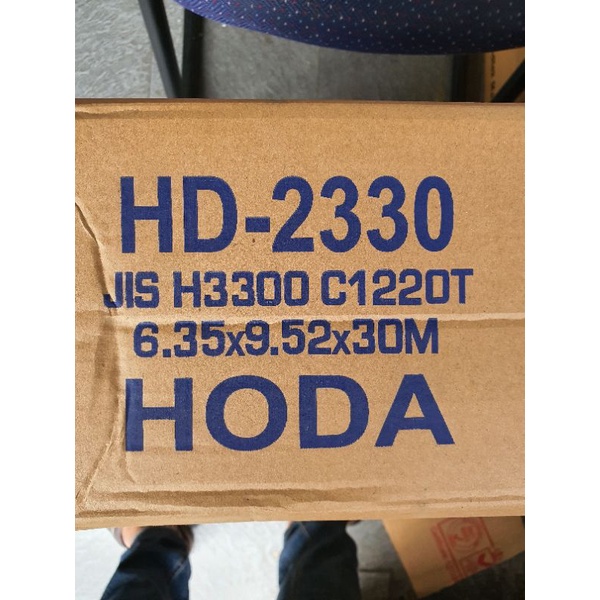 HD-2330
JIS H3300 C1220T
6.35x9.52x30M
HODA